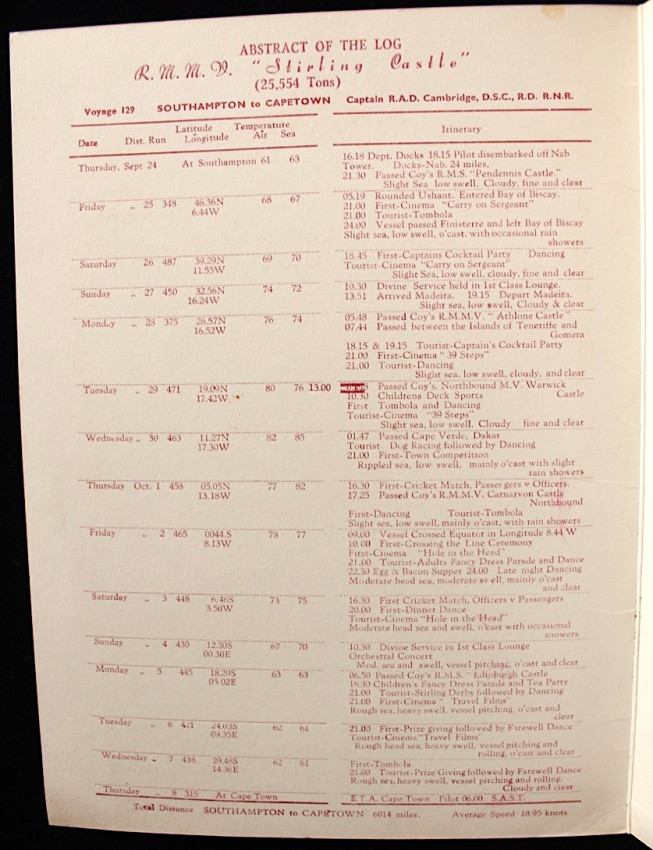 ABSTRACT OF THE LOG
R.M.M.V. "Stirling Castle"
(25,554 Tons)
Voyage 129 SOUTHAMPTON to CAPETOWN Captain R.A.D. Cambridge, D.S.C., R.D. R.N.R.
Date Dist. Run Latitude & Longitude Temperature Air Sea Itinerary
Thursday, Sept 24 At Southampton 61 63 16.18 Dept. Docks 18.15 Pilot disembarked off Nab
Tower. Docks-Nab. 24 miles.
21.30 Passed Coy's R.M.S. "Pendennis Castle."
Slight Sea low swell, Cloudy, fine and clear
Friday .. 25 348 46.36N 68 67 05.19 Rounded Ushant. Entered Bay of Biscay.
6.44W 21.00 First-Cinema "Carry on Sergeant"
21.00 Tourist-Tombola
24.00 Vessel passed Finisterre and left Bay of Biscay
Slight sea, low swell, o'cast, with occasional rain
showers
Saturday 26 487 39.29N 69 70 18.45 First-Captains Cocktail Party Dancing
11.55W Tourist-Cinema "Carry on Sergeant"
Slight Sea, low swell, cloudy, fine and clear
Sunday .. 27 450 32.56N 74 72 10.30 Divine Service held in 1st Class Lounge.
16.24W 13.51 Arrived Madeira. 19.15 Depart Madeira.
Slight sea, low swell, Cloudy & clear
Monday .. 28 375 26.57N 76 74 05.48 Passed Coy's R.M.M.V. "Athlone Castle"
16.52W 07.44 Passed between the Islands of Teneriffe and
Gomera
18.15 & 19.15 Tourist-Captain's Cocktail Party
21.00 First-Cinema "39 Steps"
21.00 Tourist-Dancing
Slight sea, low swell, cloudy, and clear
Tuesday .. 29 471 19.09N 80 76 13.00 Passed Coy's. Northbound M.V. Warwick
17.42W 10.30 Childrens Deck Sports Castle
First Tombola and Dancing
Tourist-Cinema "39 Steps"
Slight sea, low swell. Cloudy fine and clear
Wednesday .. 30 463 11.27N 82 85 01.47 Passed Cape Verde, Dakar
17.30W Tourist Dog Racing followed by Dancing
21.00 First-Town Competition
Rippled sea, low swell, mainly o'cast with slight
rain showers
Thursday Oct. 1 458 05.05N 77 82 16.30 First-Cricket Match, Passergers v Officers.
13.18W 17.25 Passed Coy's R.M.M.V. Carnarvon Castle
Northbound
First-Dancing Tourist-Tombola
Slight sea, low swell, mainly o'cast, with rain showers
Friday .. 2 465 0044.S 78 77 09.00 Vessel Crossed Equator in Longitude 8.44 W
8.13W 10.00 First-Crossing the Line Ceremony
First-Cinema "Hole in the Head"
21.00 Tourist-Adults Fancy Dress Parade and Dance
22.30 Egg & Bacon Supper 24.00 Late night Dancing
Moderate head sea, moderate swell, mainly o'cast
and clear
Saturday .. 3 448 6.46S 73 75 16.30 First Cricket Match, Officers v Passengers
3.50W 20.00 First-Dinner Dance
Tourist-Cinema "Hole in the Head"
Moderate head sea and swell, o'cast with occasional
showers
Sunday .. 4 430 12.30S 67 70 10.30 Divine Service in 1st Class Lounge
00.30E Orchestral Concert
Mod. sea and swell, vessel pitching, o'cast and clear
Monday .. 5 445 18.29S 63 63 06.50 Passed Coy's R.M.S. "Edinburgh Castle
05.02E Children's Fancy Dress Parade and Tea Party
21.00 Tourist-Stirling Derby followed by Dancing
21.00 First-Cinema "Travel Films"
Rough sea, heavy swell, vessel pitching, o'cast and
clear
Tuesday .. 6 421 24.03S 62 61 21.00 First-Prize giving followed by Farewell Dance
09.35E Tourist-Cinema "Travel Films"
Rough head sea, heavy swell, vessel pitching and
rolling, o'cast and clear
Wednesday .. 7 438 29.48S 62 61 First-Tombola
14.36E 21.00 Tourist-Prize Giving followed by Farewell Dance
Rough sea, heavy swell, vessel pitching and rolling.
Cloudy and clear
Thursday .. 8 315 At Cape Town E.T.A. Cape Town Pilot 06.00 S.A.S.T.
Total Distance SOUTHAMPTON to CAPETOWN 6014 miles. Average Speed 18.95 knots